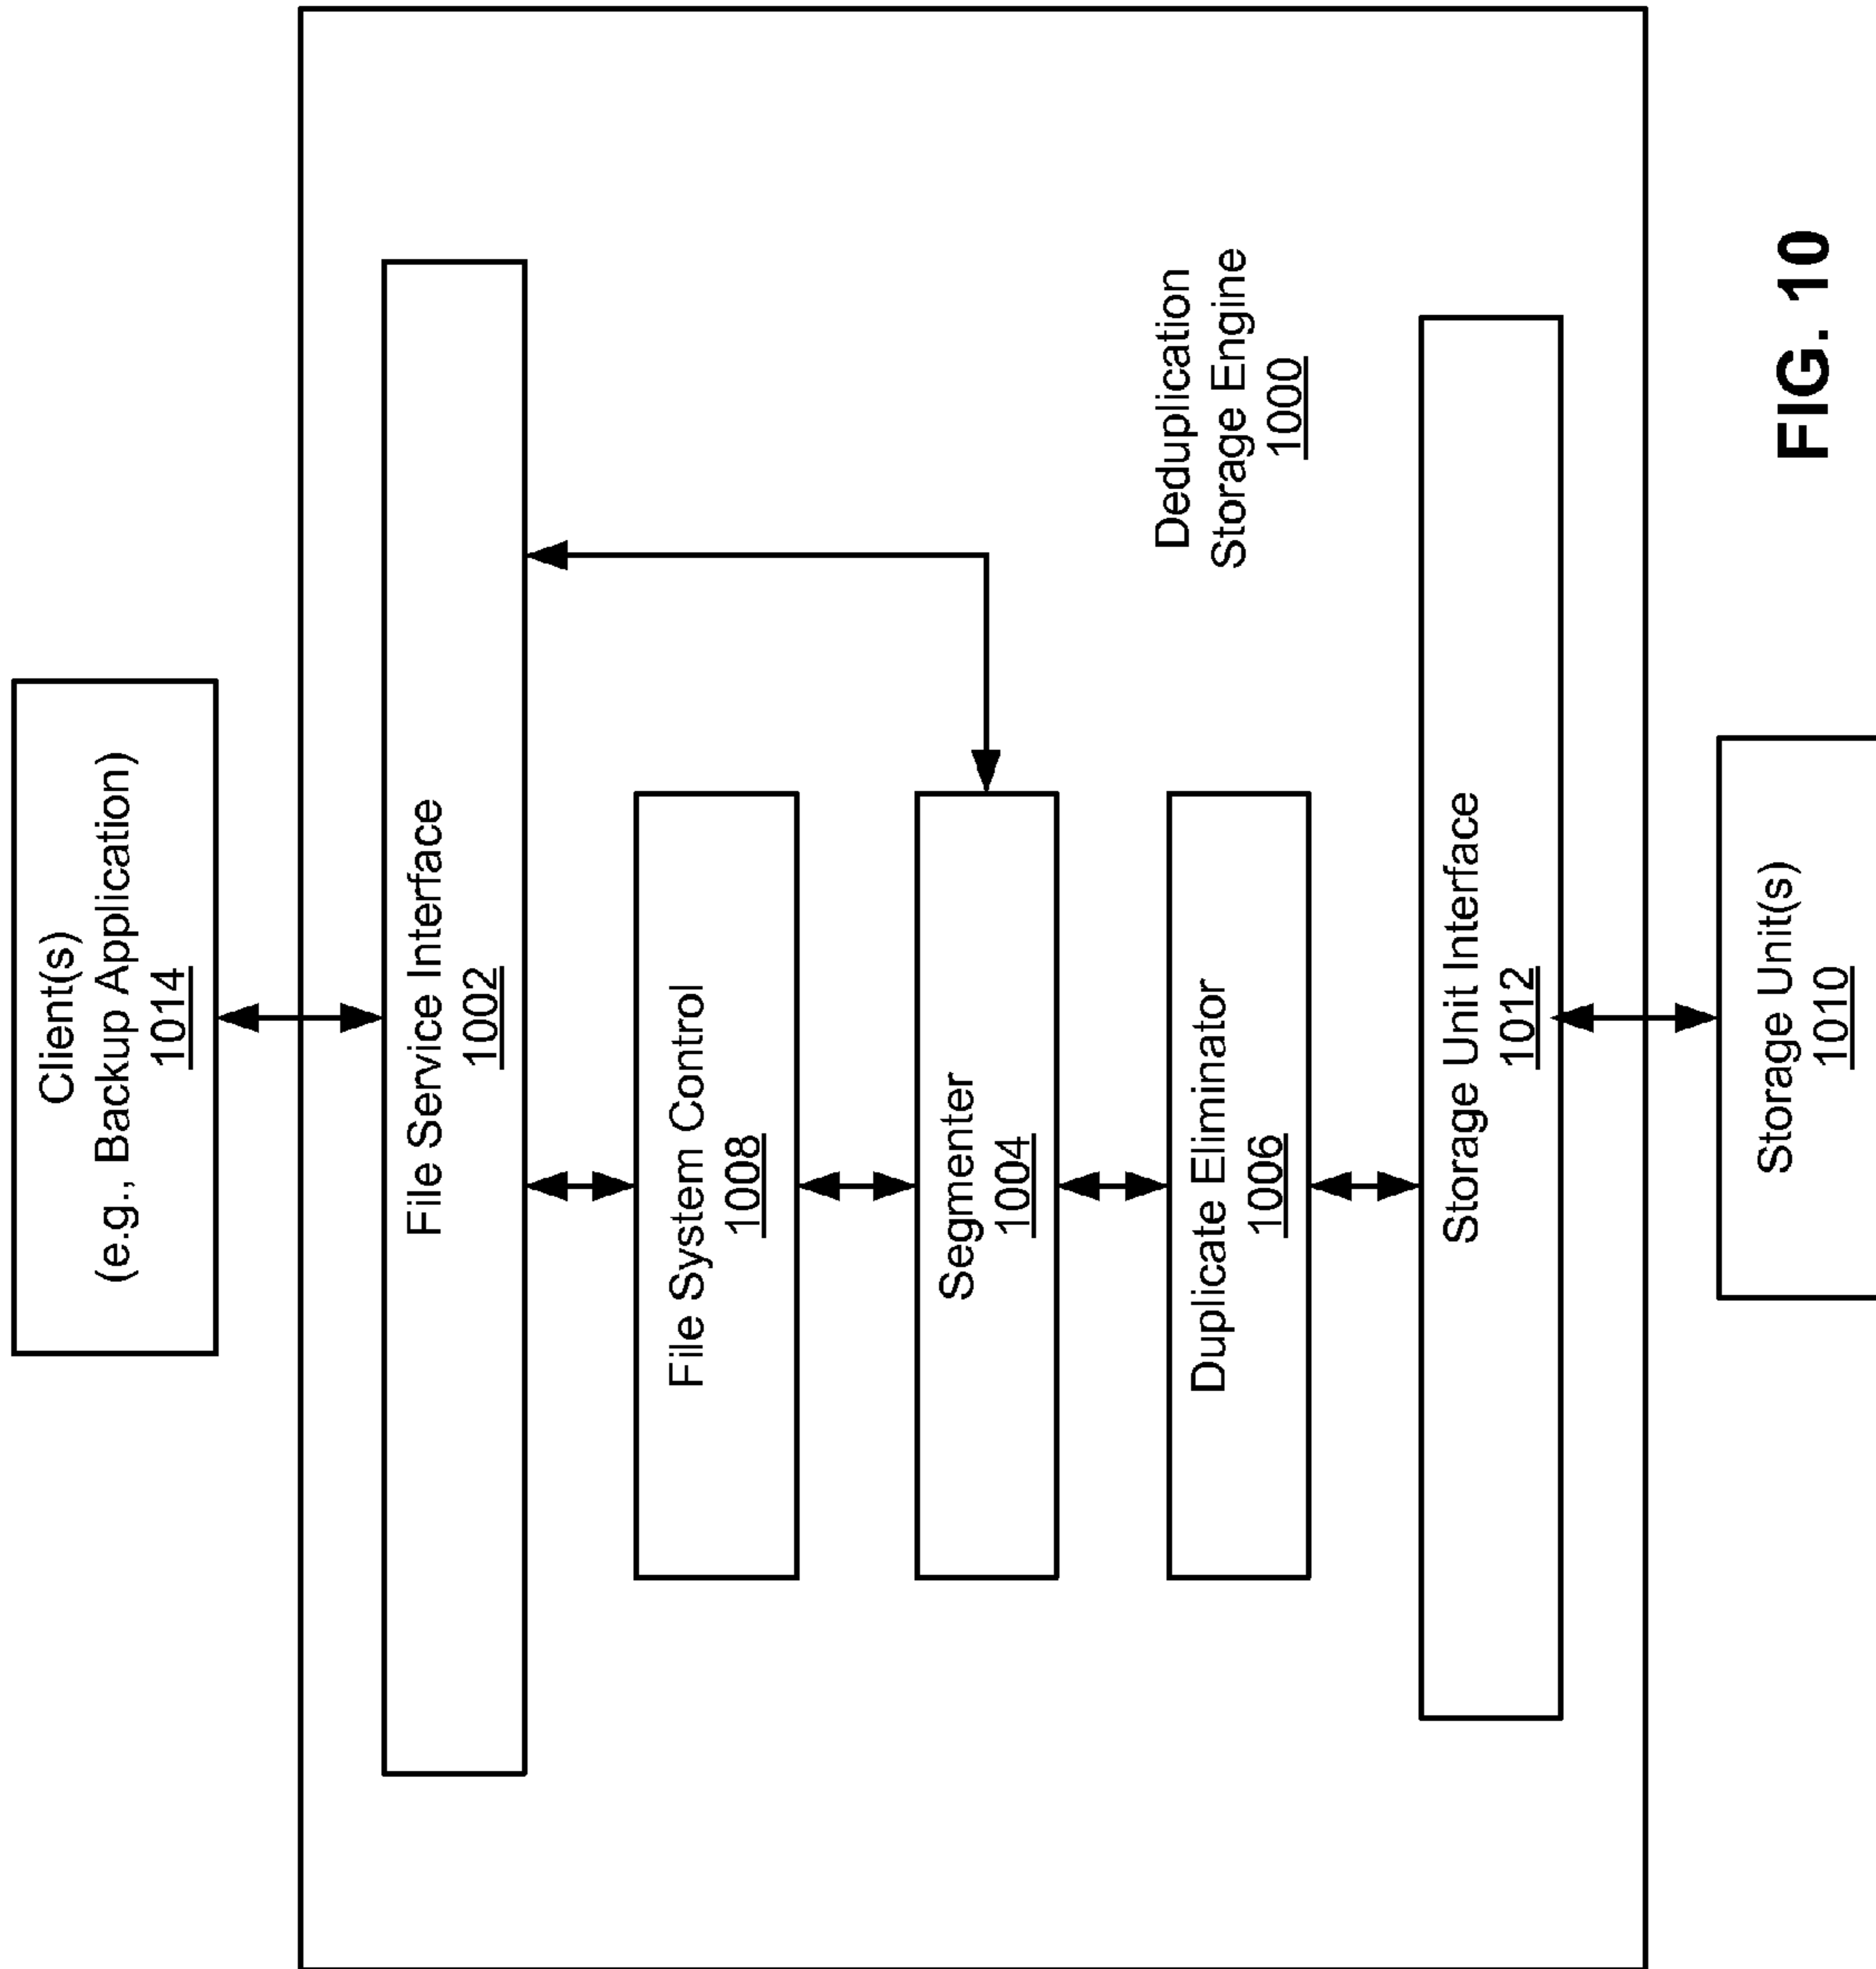 Client(s)
(e.g., Backup Application)
1014
File Service Interface
1002
File System Control
1008
Segmenter
1004
Duplicate Eliminator
1006
Storage Unit Interface
1012
Deduplication
Storage Engine
1000
Storage Unit(s)
1010
FIG. 10